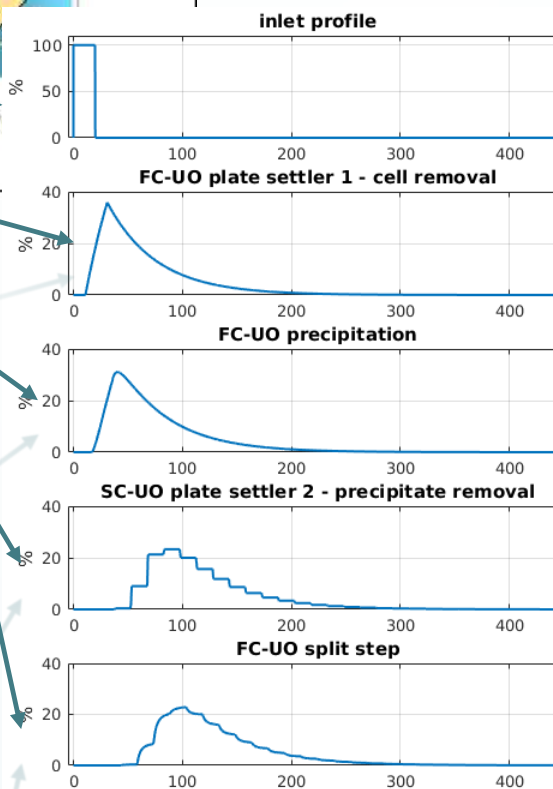 inlet profile
%
100
50
0
0 100 200 300 400
FC-UO plate settler 1 - cell removal
%
40
20
0
0 100 200 300 400
FC-UO precipitation
%
40
20
0
0 100 200 300 400
SC-UO plate settler 2 - precipitate removal
%
40
20
0
0 100 200 300 400
FC-UO split step
%
40
20
0
0 100 200 300 400